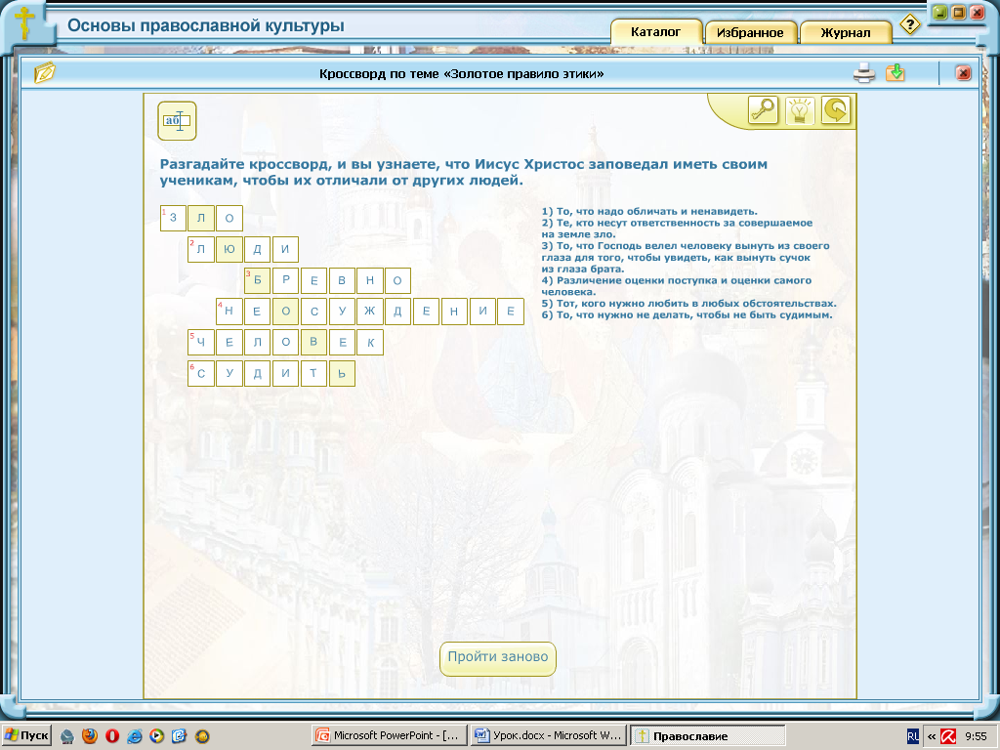 Основы православной культуры
Каталог
Избранное
Журнал
?
Кроссворд по теме «Золотое правило этики»
аб
Разгадайте кроссворд, и вы узнаете, что Иисус Христос заповедал иметь своим
ученикам, чтобы их отличали от других людей.
1 З Л О
2 Л Ю Д И
3 Б Р Е В Н О
4 Н Е О С У Ж Д Е Н И Е
5 Ч Е Л О В Е К
6 С У Д И Т Ь
1) То, что надо обличать и ненавидеть.
2) Те, кто несут ответственность за совершаемое
на земле зло.
3) То, что Господь велел человеку вынуть из своего
глаза для того, чтобы увидеть, как вынуть сучок
из глаза брата.
4) Различение оценки поступка и оценки самого
человека.
5) Тот, кого нужно любить в любых обстоятельствах.
6) То, что нужно не делать, чтобы не быть судимым.
Пройти заново
Пуск
Microsoft PowerPoint - [...
Урок.docx - Microsoft W...
Православие
RL
«
9:55